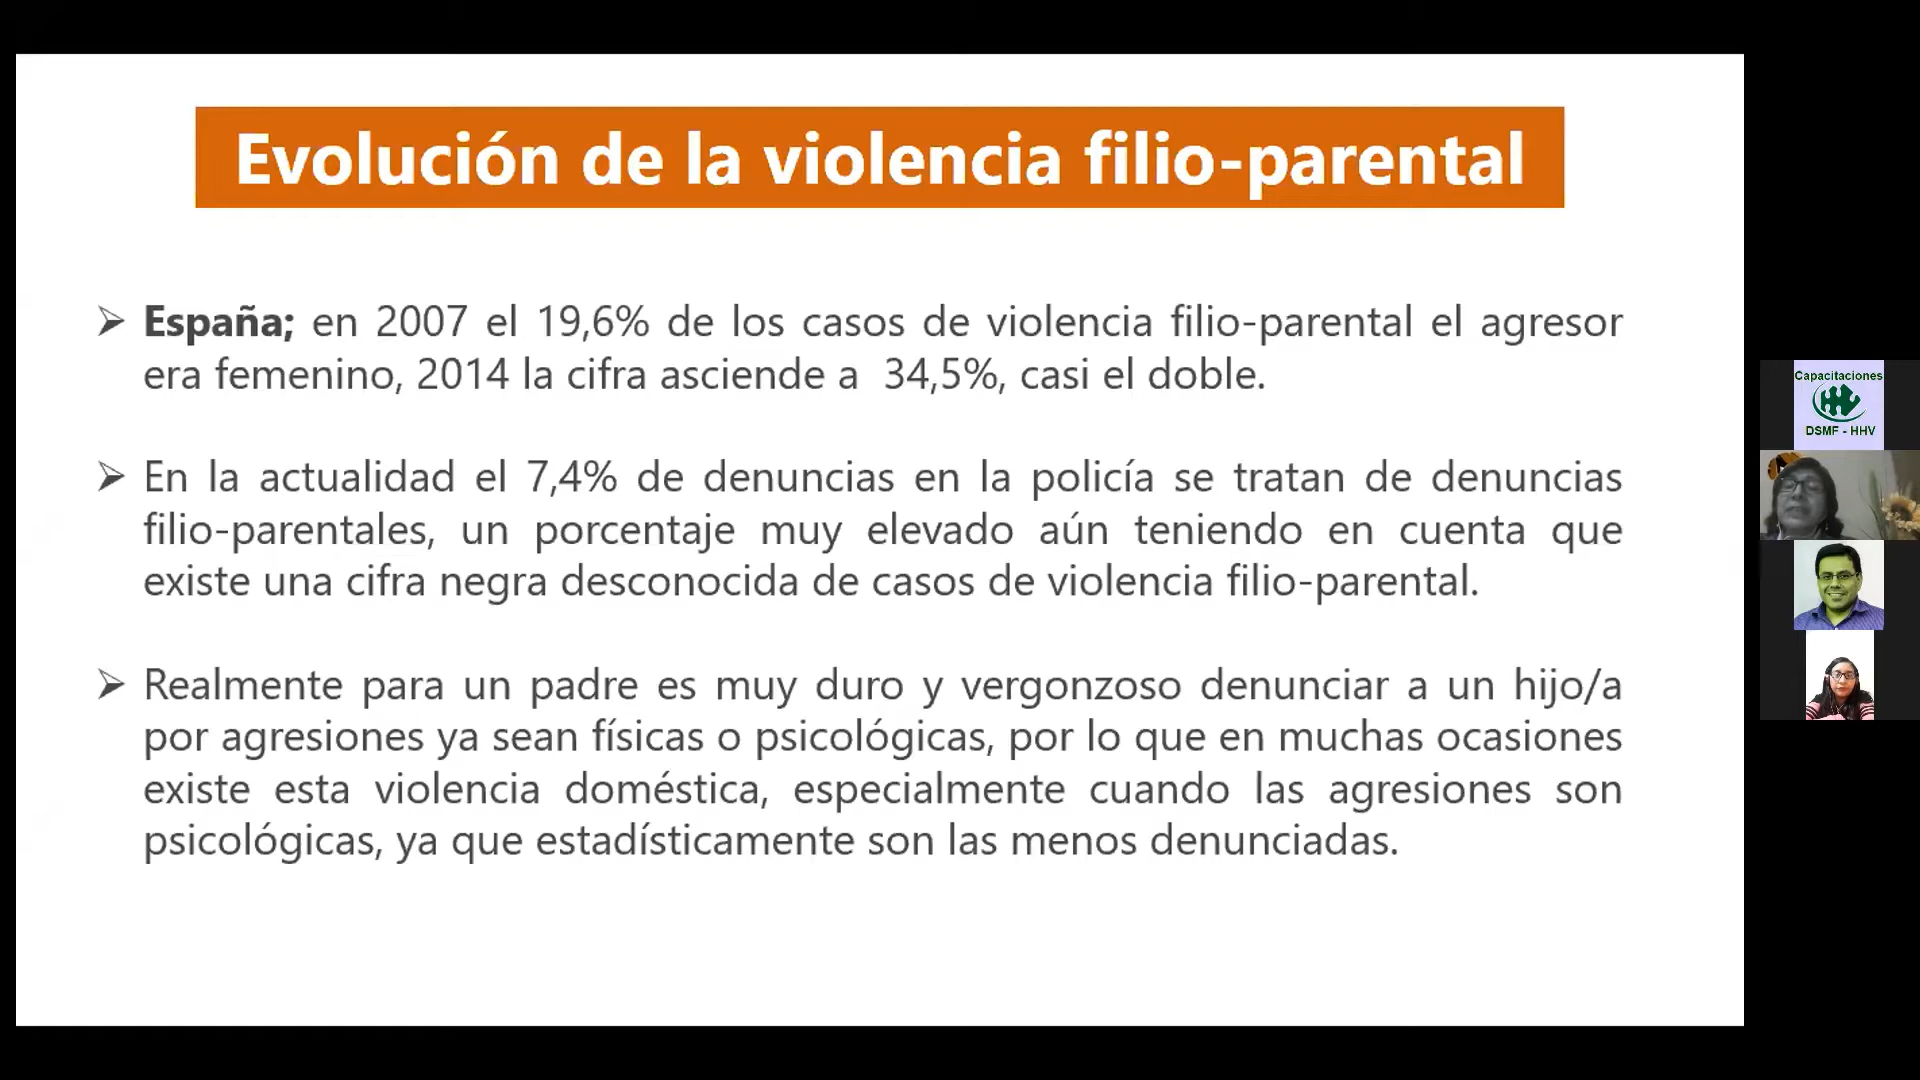 Evolución de la violencia filio-parental
➢ España; en 2007 el 19,6% de los casos de violencia filio-parental el agresor
era femenino, 2014 la cifra asciende a 34,5%, casi el doble.
➢ En la actualidad el 7,4% de denuncias en la policía se tratan de denuncias
filio-parentales, un porcentaje muy elevado aún teniendo en cuenta que
existe una cifra negra desconocida de casos de violencia filio-parental.
➢ Realmente para un padre es muy duro y vergonzoso denunciar a un hijo/a
por agresiones ya sean físicas o psicológicas, por lo que en muchas ocasiones
existe esta violencia doméstica, especialmente cuando las agresiones son
psicológicas, ya que estadísticamente son las menos denunciadas.
Capacitaciones
DSMF - HHV